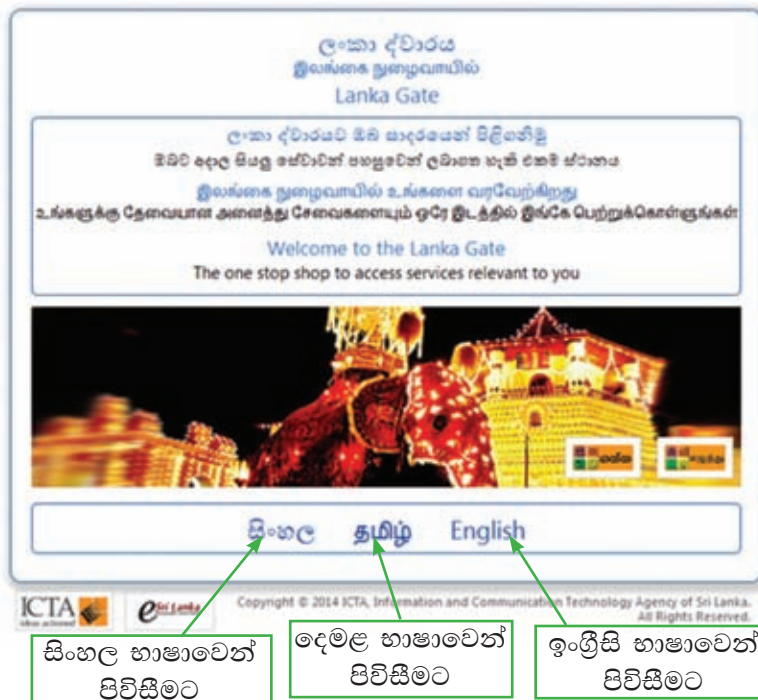 ලංකා ද්වාරය
இலங்கை நுழைவாயில்
Lanka Gate
ලංකා ද්වාරයට ඔබ සාදරයෙන් පිළිගනිමු
ඔබට අදාල සියලු සේවාවන් පහසුවෙන් ලබාගත හැකි එකම ස්ථානය
இலங்கை நுழைவாயில் உங்களை வரவேற்கிறது
உங்களுக்கு தேவையான அனைத்து சேவைகளையும் ஒரே இடத்தில் இங்கே பெற்றுக்கொள்ளுங்கள்
Welcome to the Lanka Gate
The one stop shop to access services relevant to you
සිංහල தமிழ் English
ICTA
eSri Lanka
Copyright © 2014 ICTA, Information and Communication Technology Agency of Sri Lanka.
All Rights Reserved.
සිංහල භාෂාවෙන්
පිවිසීමට
දෙමළ භාෂාවෙන්
පිවිසීමට
ඉංග්‍රීසි භාෂාවෙන්
පිවිසීමට